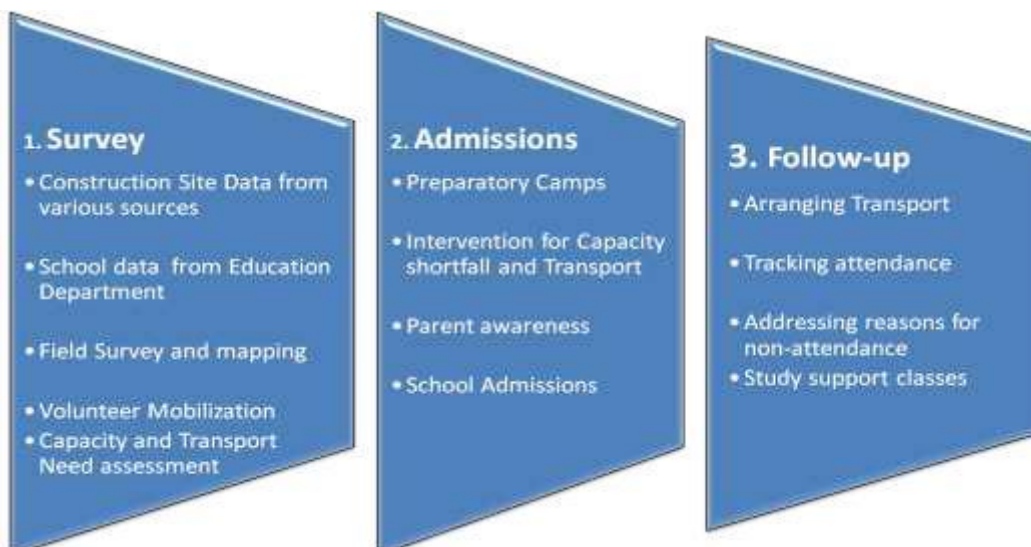 1. Survey
• Construction Site Data from
various sources
• School data from Education
Department
• Field Survey and mapping
• Volunteer Mobilization
• Capacity and Transport
Need assessment
2. Admissions
• Preparatory Camps
• Intervention for Capacity
shortfall and Transport
• Parent awareness
• School Admissions
3. Follow-up
• Arranging Transport
• Tracking attendance
• Addressing reasons for
non-attendance
• Study support classes